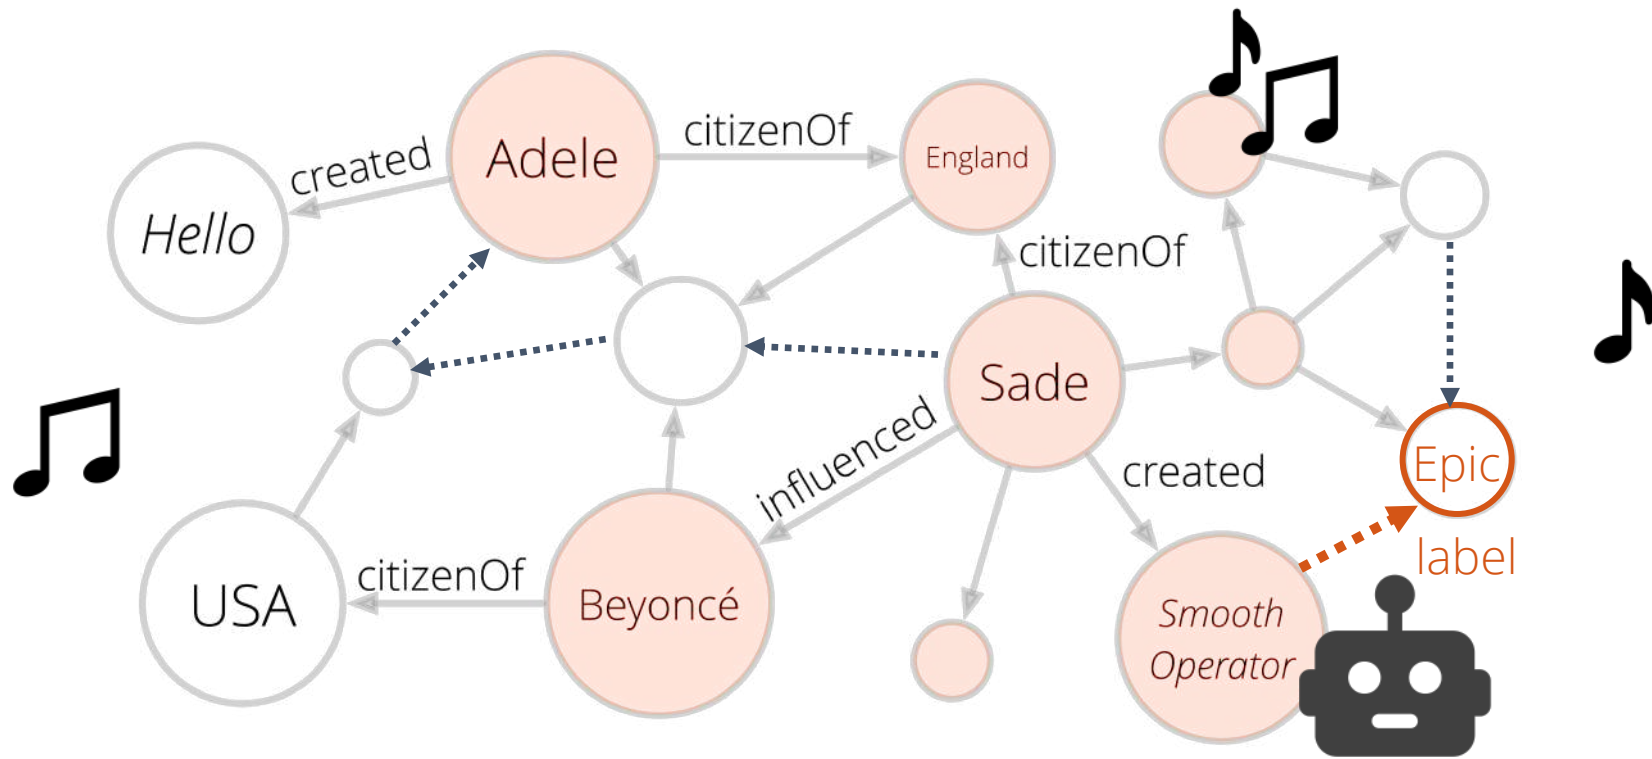 created
Adele
citizenOf
England
Hello
citizenOf
Sade
influenced
created
Epic
label
USA
citizenOf
Beyoncé
Smooth
Operator